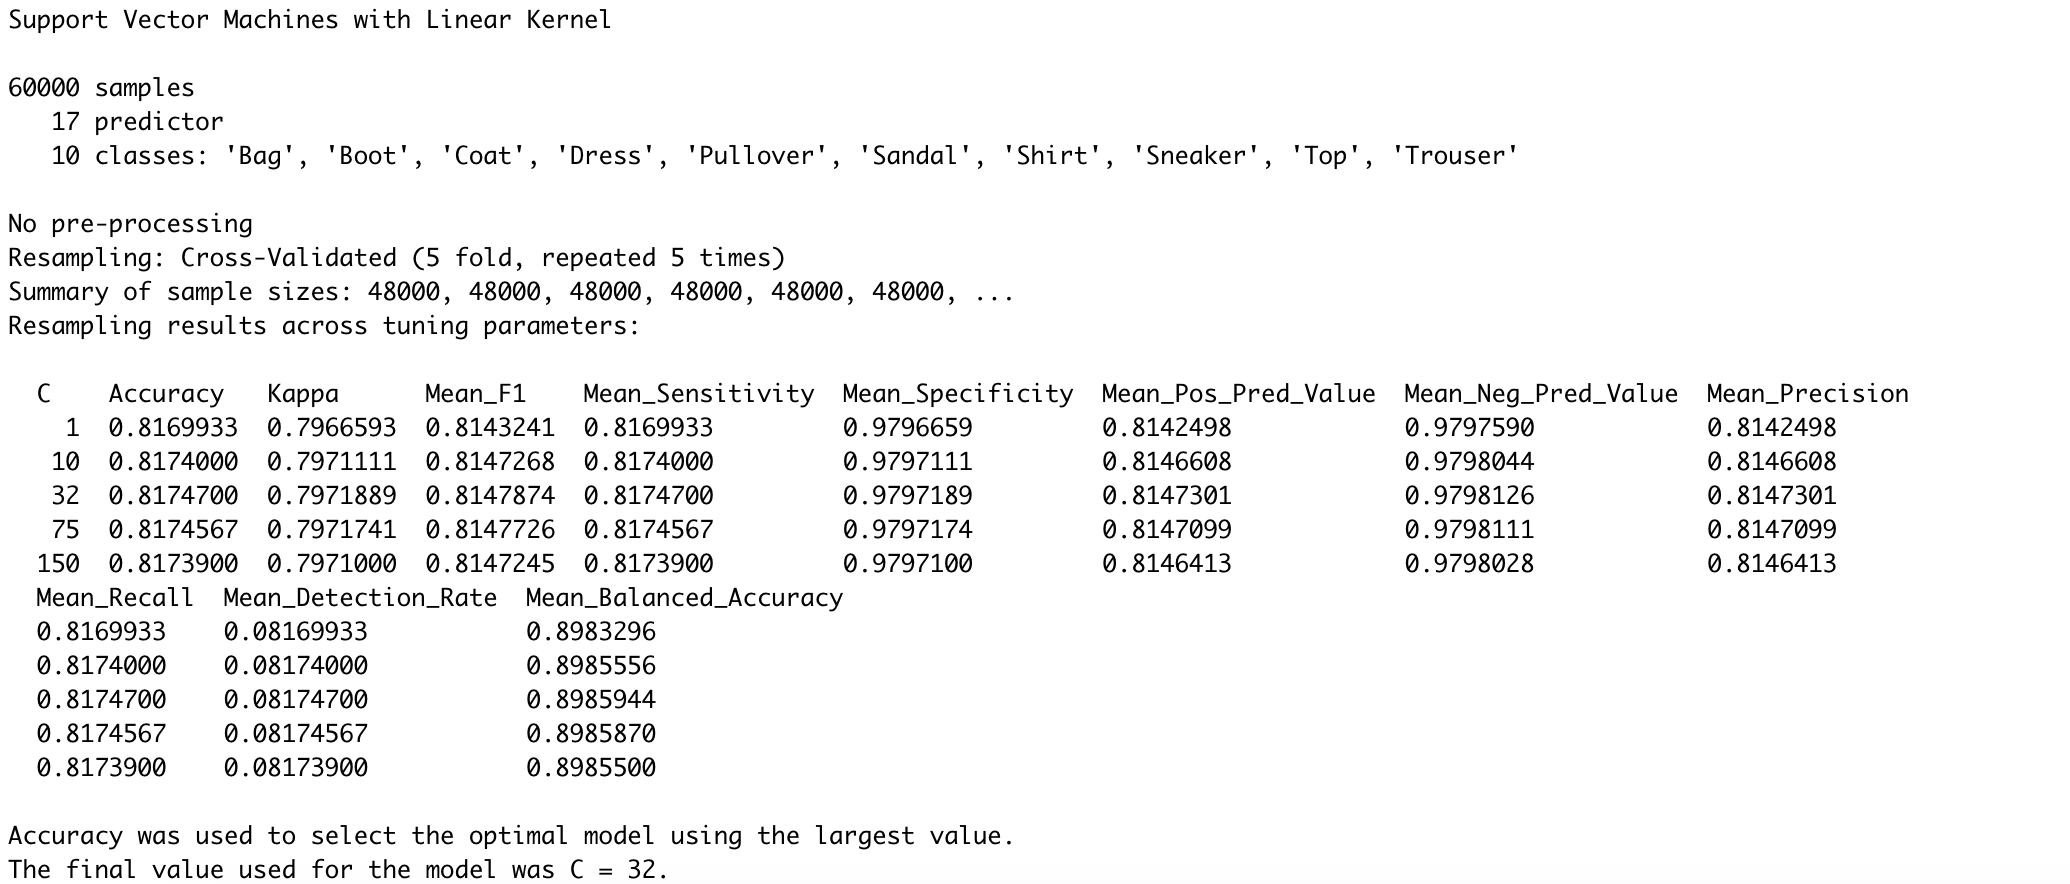 Support Vector Machines with Linear Kernel
60000 samples
17 predictor
10 classes: 'Bag', 'Boot', 'Coat', 'Dress', 'Pullover', 'Sandal', 'Shirt', 'Sneaker', 'Top', 'Trouser'
No pre-processing
Resampling: Cross-Validated (5 fold, repeated 5 times)
Summary of sample sizes: 48000, 48000, 48000, 48000, 48000, 48000, ...
Resampling results across tuning parameters:
C Accuracy Kappa Mean_F1 Mean_Sensitivity Mean_Specificity Mean_Pos_Pred_Value Mean_Neg_Pred_Value Mean_Precision
1 0.8169933 0.7966593 0.8143241 0.8169933 0.9796659 0.8142498 0.9797590 0.8142498
10 0.8174000 0.7971111 0.8147268 0.8174000 0.9797111 0.8146608 0.9798044 0.8146608
32 0.8174700 0.7971889 0.8147874 0.8174700 0.9797189 0.8147301 0.9798126 0.8147301
75 0.8174567 0.7971741 0.8147726 0.8174567 0.9797174 0.8147099 0.9798111 0.8147099
150 0.8173900 0.7971000 0.8147245 0.8173900 0.9797100 0.8146413 0.9798028 0.8146413
Mean_Recall Mean_Detection_Rate Mean_Balanced_Accuracy
0.8169933 0.08169933 0.8983296
0.8174000 0.08174000 0.8985556
0.8174700 0.08174700 0.8985944
0.8174567 0.08174567 0.8985870
0.8173900 0.08173900 0.8985500
Accuracy was used to select the optimal model using the largest value.
The final value used for the model was C = 32.